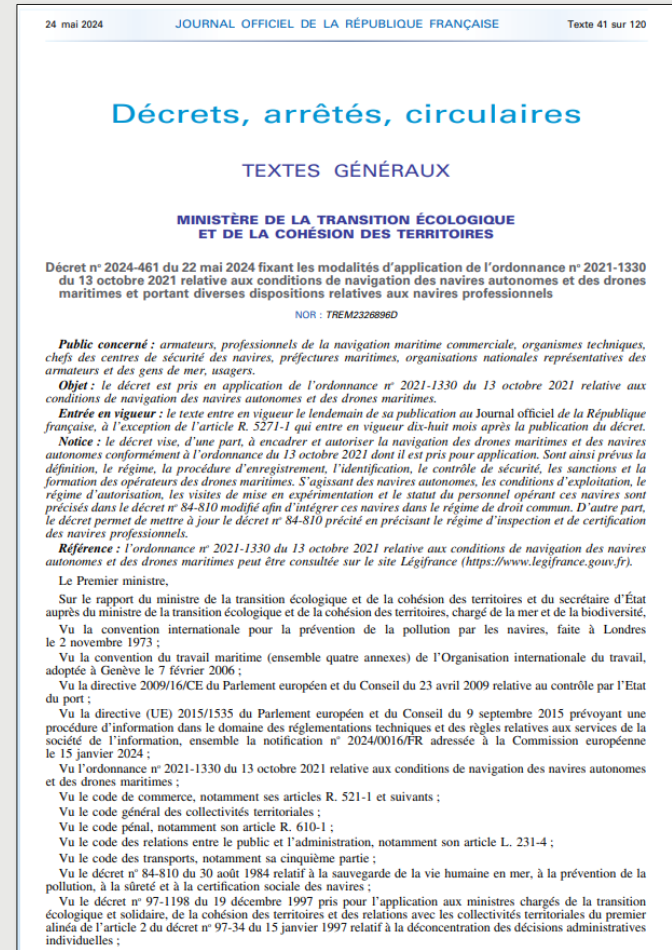 24 mai 2024 JOURNAL OFFICIEL DE LA RÉPUBLIQUE FRANÇAISE Texte 41 sur 120
Décrets, arrêtés, circulaires
TEXTES GÉNÉRAUX
MINISTÈRE DE LA TRANSITION ÉCOLOGIQUE
ET DE LA COHÉSION DES TERRITOIRES
Décret nº 2024-461 du 22 mai 2024 fixant les modalités d’application de l’ordonnance nº 2021-1330
du 13 octobre 2021 relative aux conditions de navigation des navires autonomes et des drones
maritimes et portant diverses dispositions relatives aux navires professionnels
NOR : TREM2326896D
Public concerné : armateurs, professionnels de la navigation maritime commerciale, organismes techniques,
chefs des centres de sécurité des navires, préfectures maritimes, organisations nationales représentatives des
armateurs et des gens de mer, usagers.
Objet : le décret est pris en application de l’ordonnance nº 2021-1330 du 13 octobre 2021 relative aux
conditions de navigation des navires autonomes et des drones maritimes.
Entrée en vigueur : le texte entre en vigueur le lendemain de sa publication au Journal officiel de la République
française, à l’exception de l’article R. 5271-1 qui entre en vigueur dix-huit mois après la publication du décret.
Notice : le décret vise, d’une part, à encadrer et autoriser la navigation des drones maritimes et des navires
autonomes conformément à l’ordonnance du 13 octobre 2021 dont il est pris pour application. Sont ainsi prévus la
définition, le régime, la procédure d’enregistrement, l’identification, le contrôle de sécurité, les sanctions et la
formation des opérateurs des drones maritimes. S’agissant des navires autonomes, les conditions d’exploitation, le
régime d’autorisation, les visites de mise en expérimentation et le statut du personnel opérant ces navires sont
précisés dans le décret nº 84-810 modifié afin d’intégrer ces navires dans le régime de droit commun. D’autre part,
le décret permet de mettre à jour le décret nº 84-810 précité en précisant le régime d’inspection et de certification
des navires professionnels.
Référence : l’ordonnance nº 2021-1330 du 13 octobre 2021 relative aux conditions de navigation des navires
autonomes et des drones maritimes peut être consultée sur le site Légifrance (https://www.legifrance.gouv.fr).
Le Premier ministre,
Sur le rapport du ministre de la transition écologique et de la cohésion des territoires et du secrétaire d’État
auprès du ministre de la transition écologique et de la cohésion des territoires, chargé de la mer et de la biodiversité,
Vu la convention internationale pour la prévention de la pollution par les navires, faite à Londres
le 2 novembre 1973 ;
Vu la convention du travail maritime (ensemble quatre annexes) de l’Organisation internationale du travail,
adoptée à Genève le 7 février 2006 ;
Vu la directive 2009/16/CE du Parlement européen et du Conseil du 23 avril 2009 relative au contrôle par l’Etat
du port ;
Vu la directive (UE) 2015/1535 du Parlement européen et du Conseil du 9 septembre 2015 prévoyant une
procédure d’information dans le domaine des réglementations techniques et des règles relatives aux services de la
société de l’information, ensemble la notification nº 2024/0016/FR adressée à la Commission européenne
le 15 janvier 2024 ;
Vu l’ordonnance nº 2021-1330 du 13 octobre 2021 relative aux conditions de navigation des navires autonomes
et des drones maritimes ;
Vu le code de commerce, notamment ses articles R. 521-1 et suivants ;
Vu le code général des collectivités territoriales ;
Vu le code pénal, notamment son article R. 610-1 ;
Vu le code des relations entre le public et l’administration, notamment son article L. 231-4 ;
Vu le code des transports, notamment sa cinquième partie ;
Vu le décret nº 84-810 du 30 août 1984 relatif à la sauvegarde de la vie humaine en mer, à la prévention de la
pollution, à la sûreté et à la certification sociale des navires ;
Vu le décret nº 97-1198 du 19 décembre 1997 pris pour l’application aux ministres chargés de la transition
écologique et solidaire, de la cohésion des territoires et des relations avec les collectivités territoriales du premier
alinéa de l’article 2 du décret nº 97-34 du 15 janvier 1997 relatif à la déconcentration des décisions administratives
individuelles ;